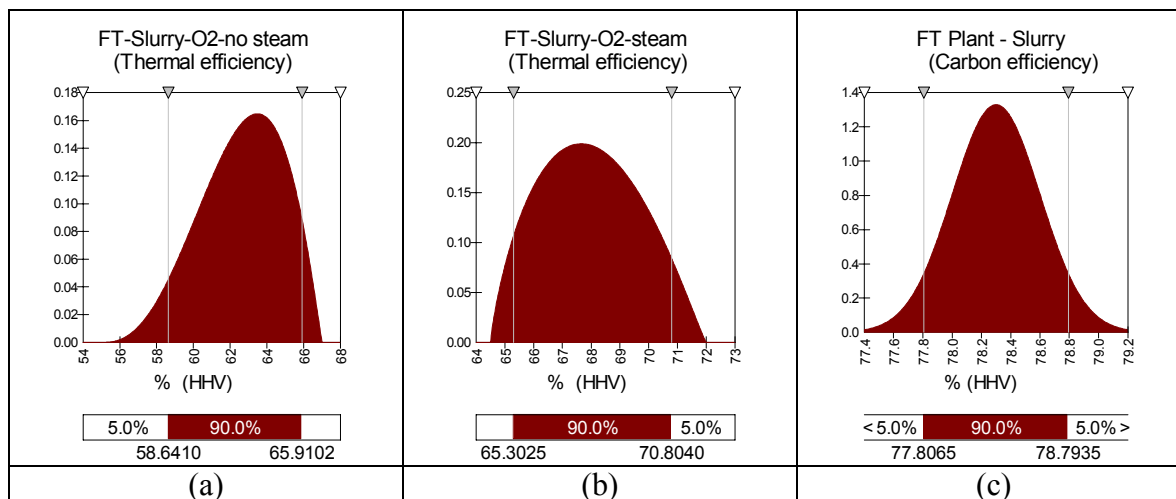 FT-Slurry-O2-no steam
(Thermal efficiency)
0.18
0.16
0.14
0.12
0.10
0.08
0.06
0.04
0.02
0.00
54 56 58 60 62 64 66 68
% (HHV)
5.0% 90.0%
58.6410 65.9102
(a)
FT-Slurry-O2-steam
(Thermal efficiency)
0.25
0.20
0.15
0.10
0.05
0.00
64 65 66 67 68 69 70 71 72 73
% (HHV)
90.0% 5.0%
65.3025 70.8040
(b)
FT Plant - Slurry
(Carbon efficiency)
1.4
1.2
1.0
0.8
0.6
0.4
0.2
0.0
77.4 77.6 77.8 78.0 78.2 78.4 78.6 78.8 79.0 79.2
% (HHV)
< 5.0% 90.0% 5.0% >
77.8065 78.7935
(c)